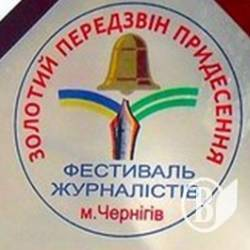 ЗОЛОТИЙ ПЕРЕДЗВІН ПРИДЕСЕННЯ
ФЕСТИВАЛЬ
ЖУРНАЛІСТІВ
м.Чернігів